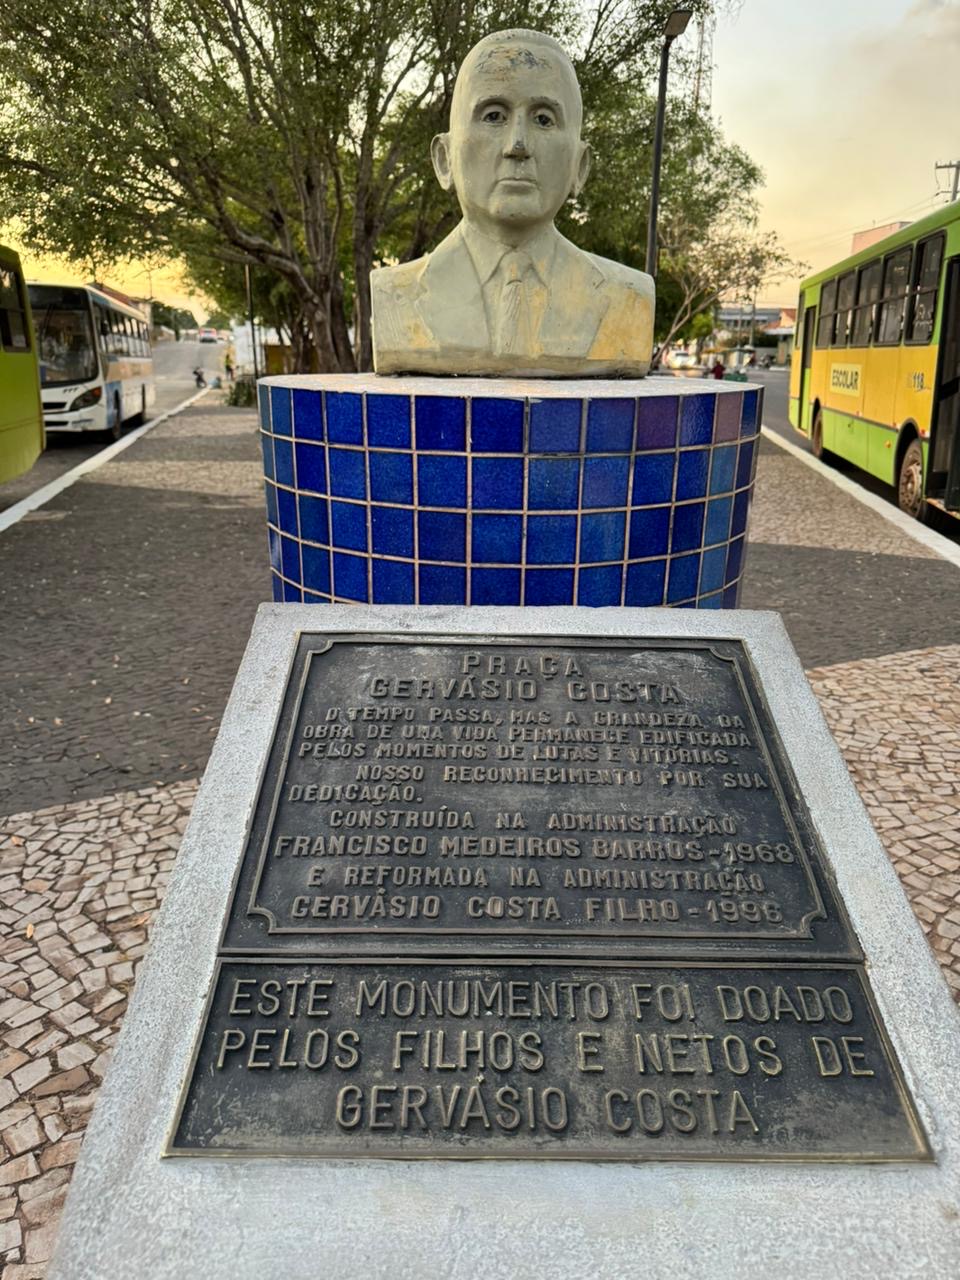 ESCOLAR
118
PRAÇA
GERVÁSIO COSTA
O TEMPO PASSA, MAS A GRANDEZA DA
OBRA DE UMA VIDA PERMANECE EDIFICADA
PELOS MOMENTOS DE LUTAS E VITÓRIAS.
NOSSO RECONHECIMENTO POR SUA
DEDICAÇÃO.
CONSTRUÍDA NA ADMINISTRAÇÃO
FRANCISCO MEDEIROS BARROS - 1968
E REFORMADA NA ADMINISTRAÇÃO
GERVÁSIO COSTA FILHO - 1996
ESTE MONUMENTO FOI DOADO
PELOS FILHOS E NETOS DE
GERVÁSIO COSTA